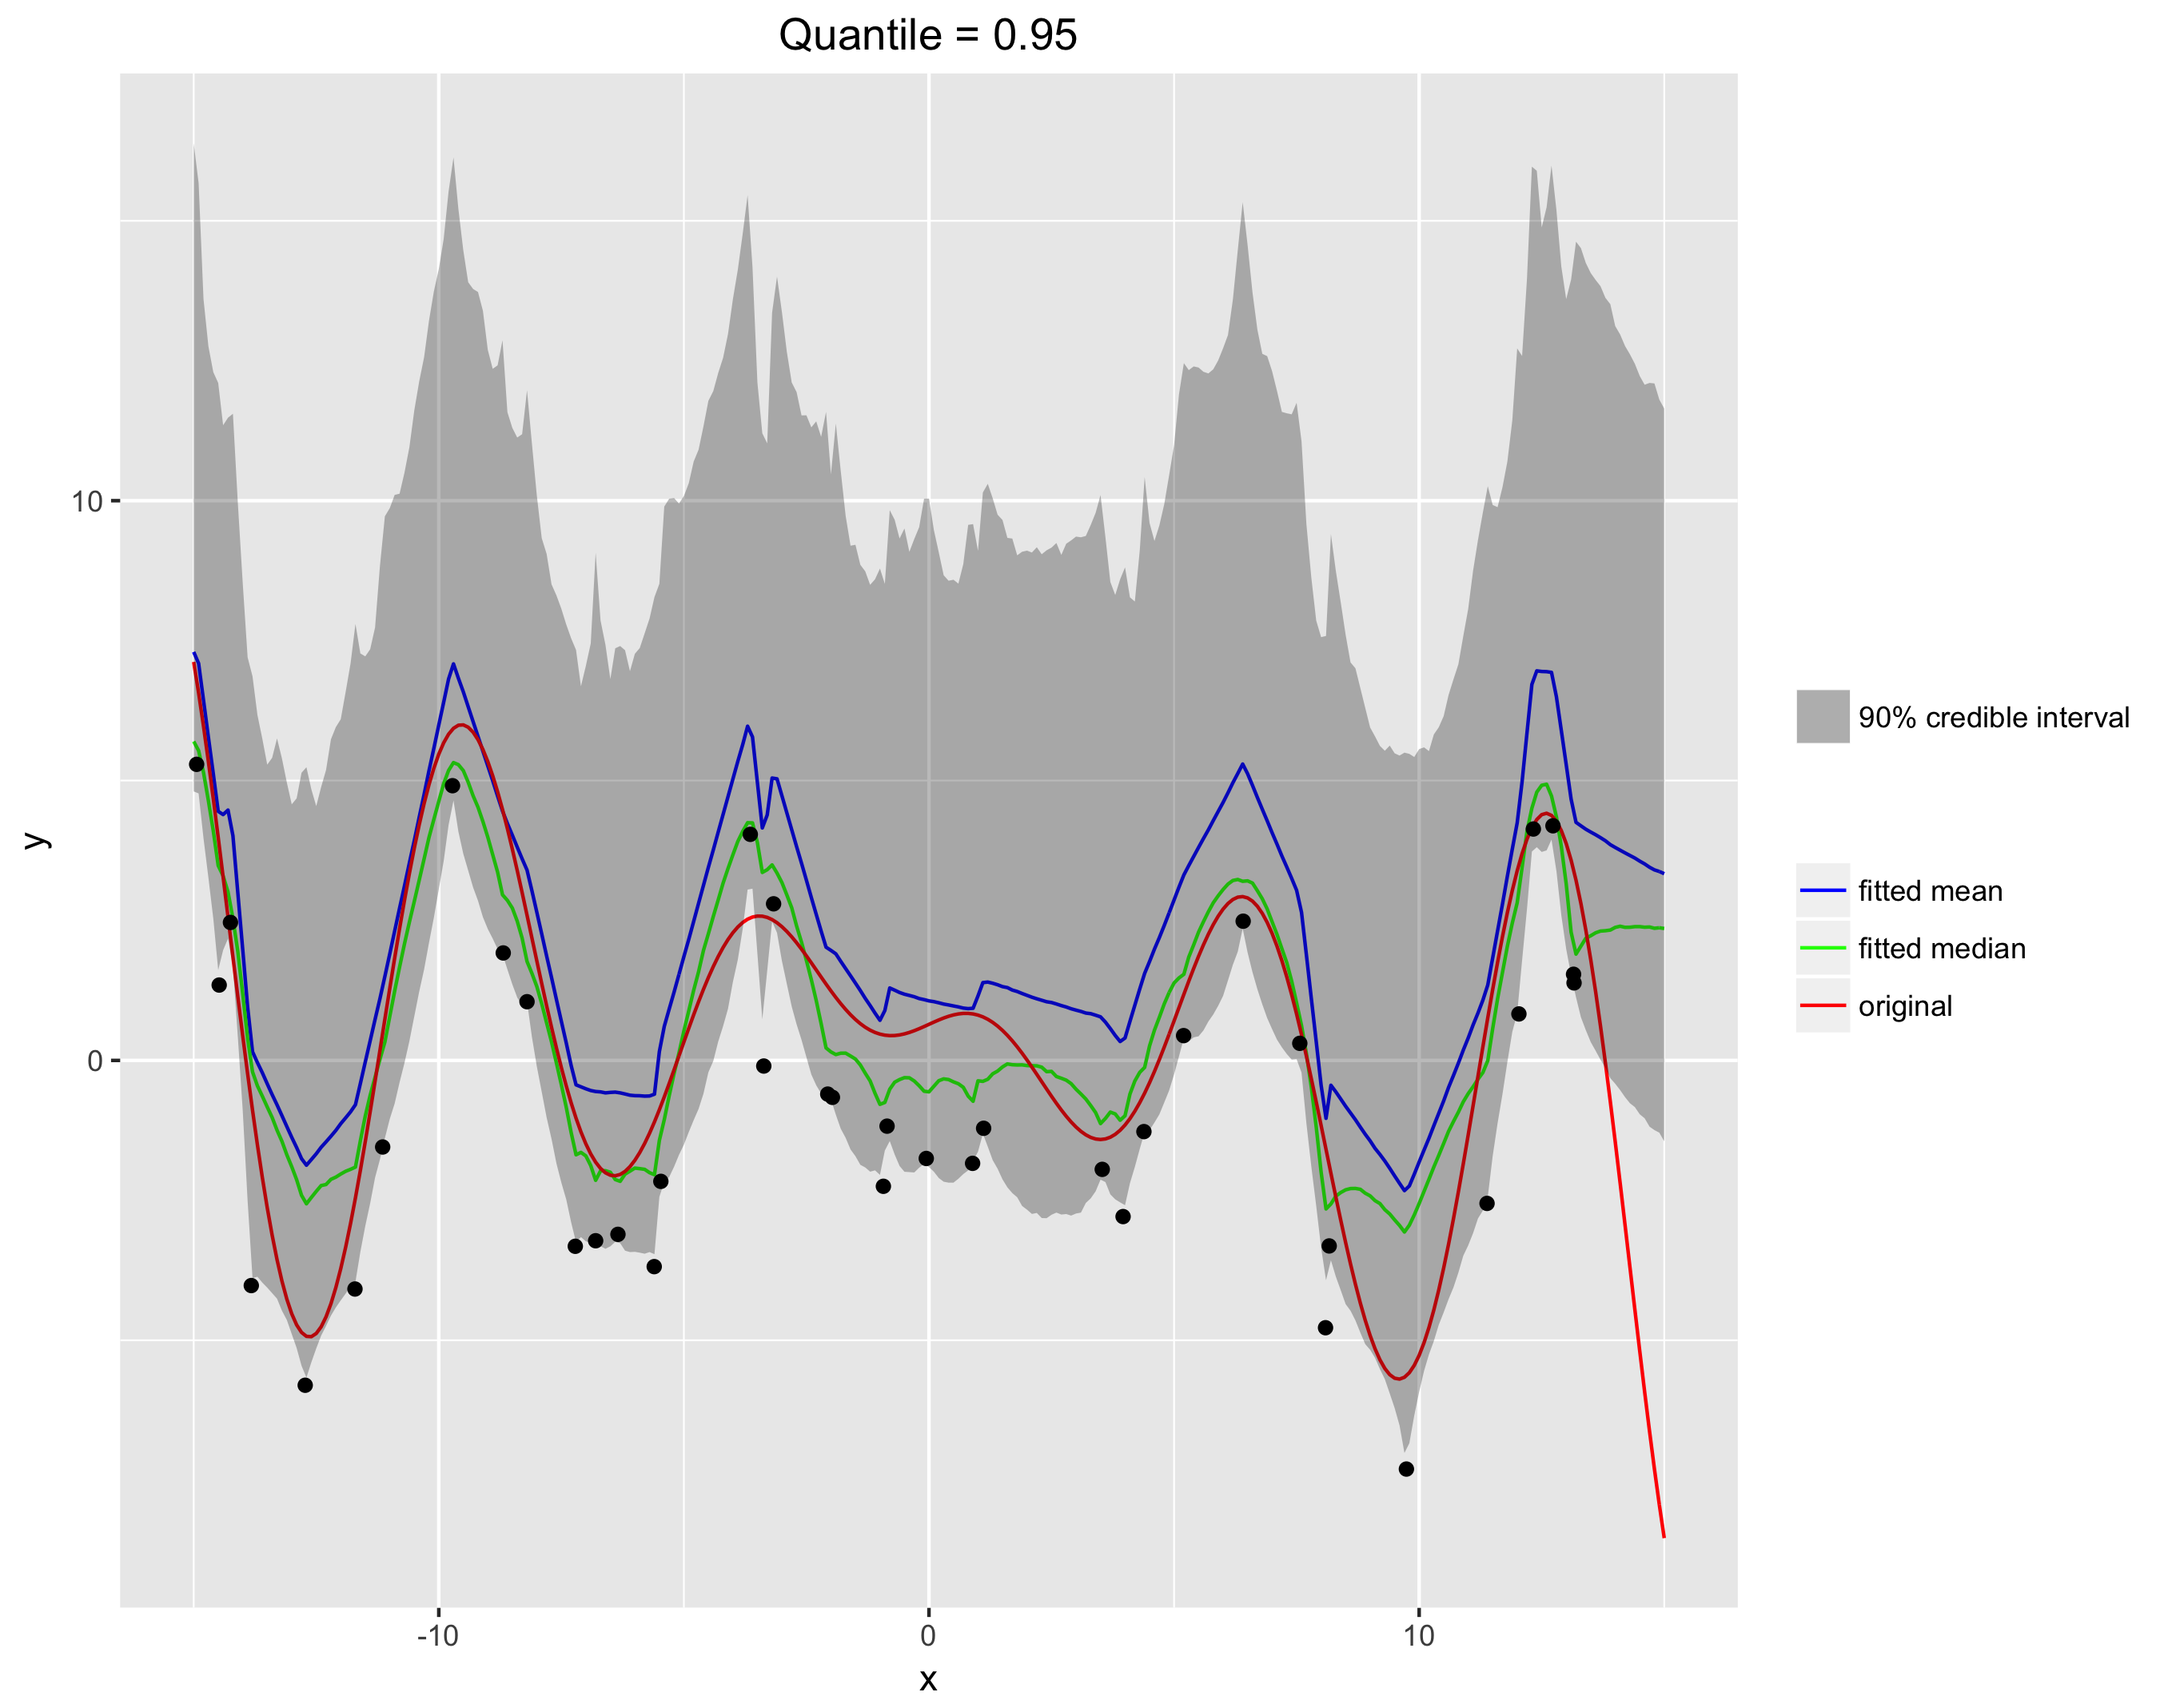 Quantile = 0.95
y
10
0
-10
0
10
x
90% credible interval
fitted mean
fitted median
original